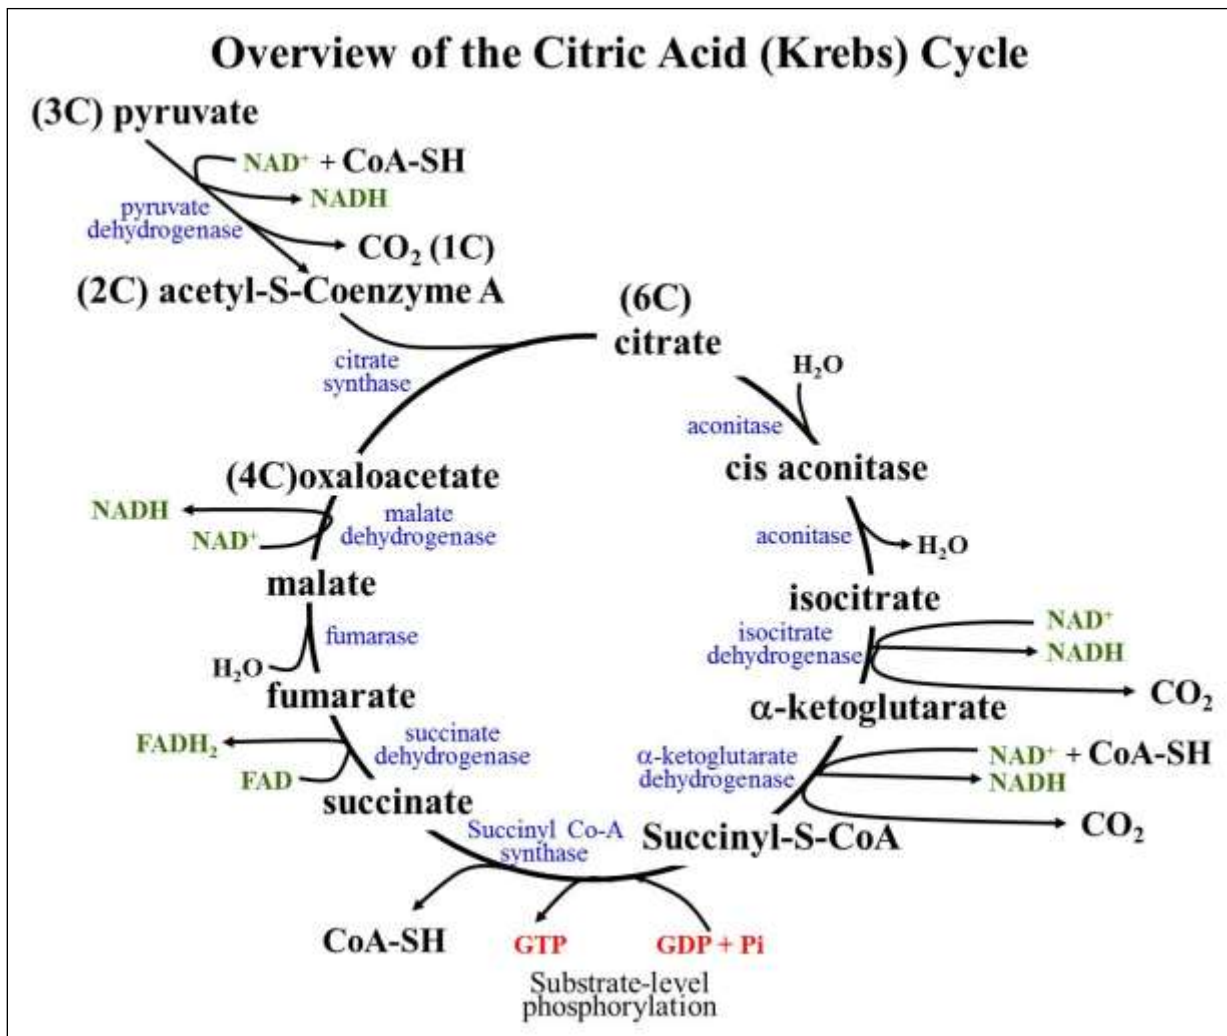 Overview of the Citric Acid (Krebs) Cycle
(3C) pyruvate
NAD⁺ + CoA-SH
NADH
pyruvate
dehydrogenase
CO₂ (1C)
(2C) acetyl-S-Coenzyme A
(6C)
citrate
citrate
synthase
H₂O
aconitase
cis aconitase
(4C)oxaloacetate
NADH
NAD⁺
malate
dehydrogenase
aconitase
H₂O
malate
isocitrate
fumarase
H₂O
isocitrate
dehydrogenase
NAD⁺
NADH
CO₂
fumarate
α-ketoglutarate
FADH₂
FAD
succinate
dehydrogenase
α-ketoglutarate
dehydrogenase
NAD⁺ + CoA-SH
NADH
CO₂
succinate
Succinyl Co-A
synthase
Succinyl-S-CoA
CoA-SH
GTP
GDP + Pi
Substrate-level
phosphorylation